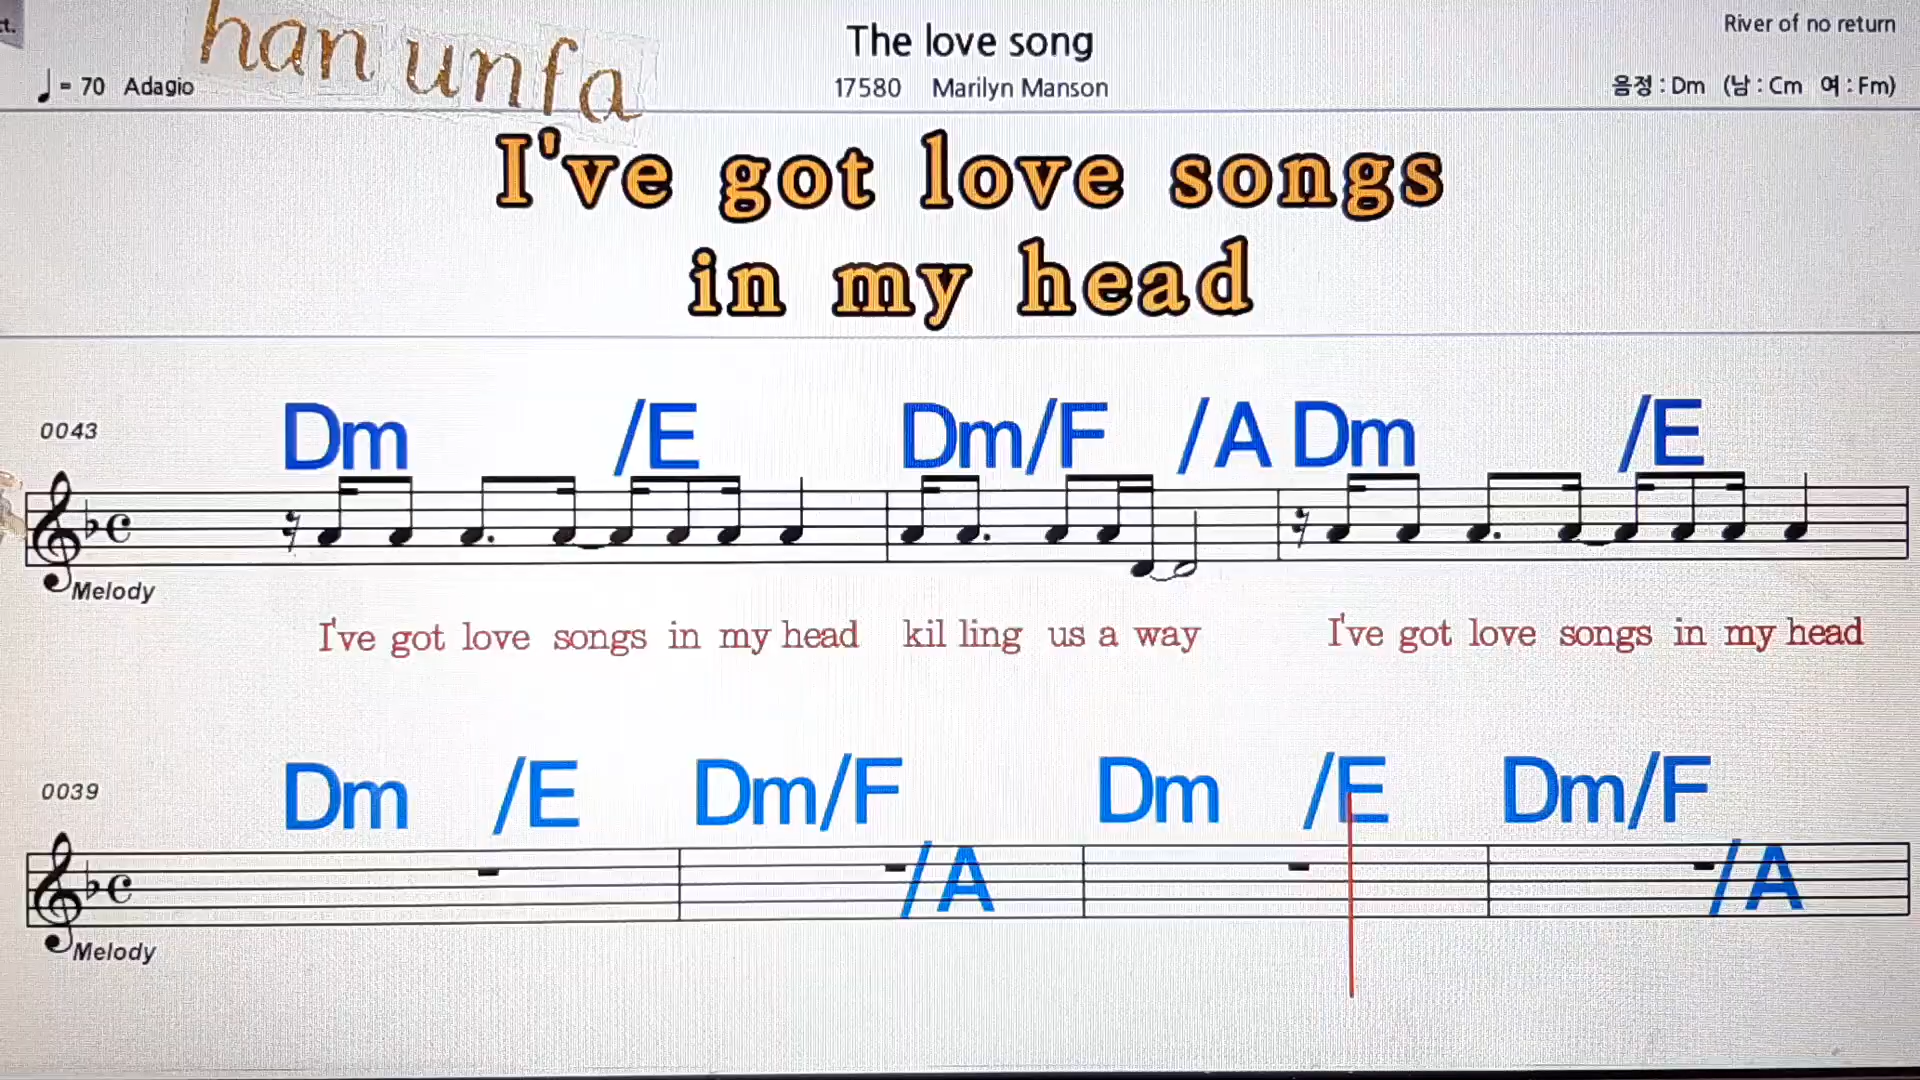 ct.
han unfa
The love song
River of no return
= 70 Adagio
17580 Marilyn Manson
음정 : Dm (남 : Cm 여 : Fm)
I've got love songs
in my head
0043 Dm /E Dm/F /A Dm /E
Melody
I've got love songs in my head kil ling us a way I've got love songs in my head
0039 Dm /E Dm/F /A Dm /E Dm/F /A
Melody